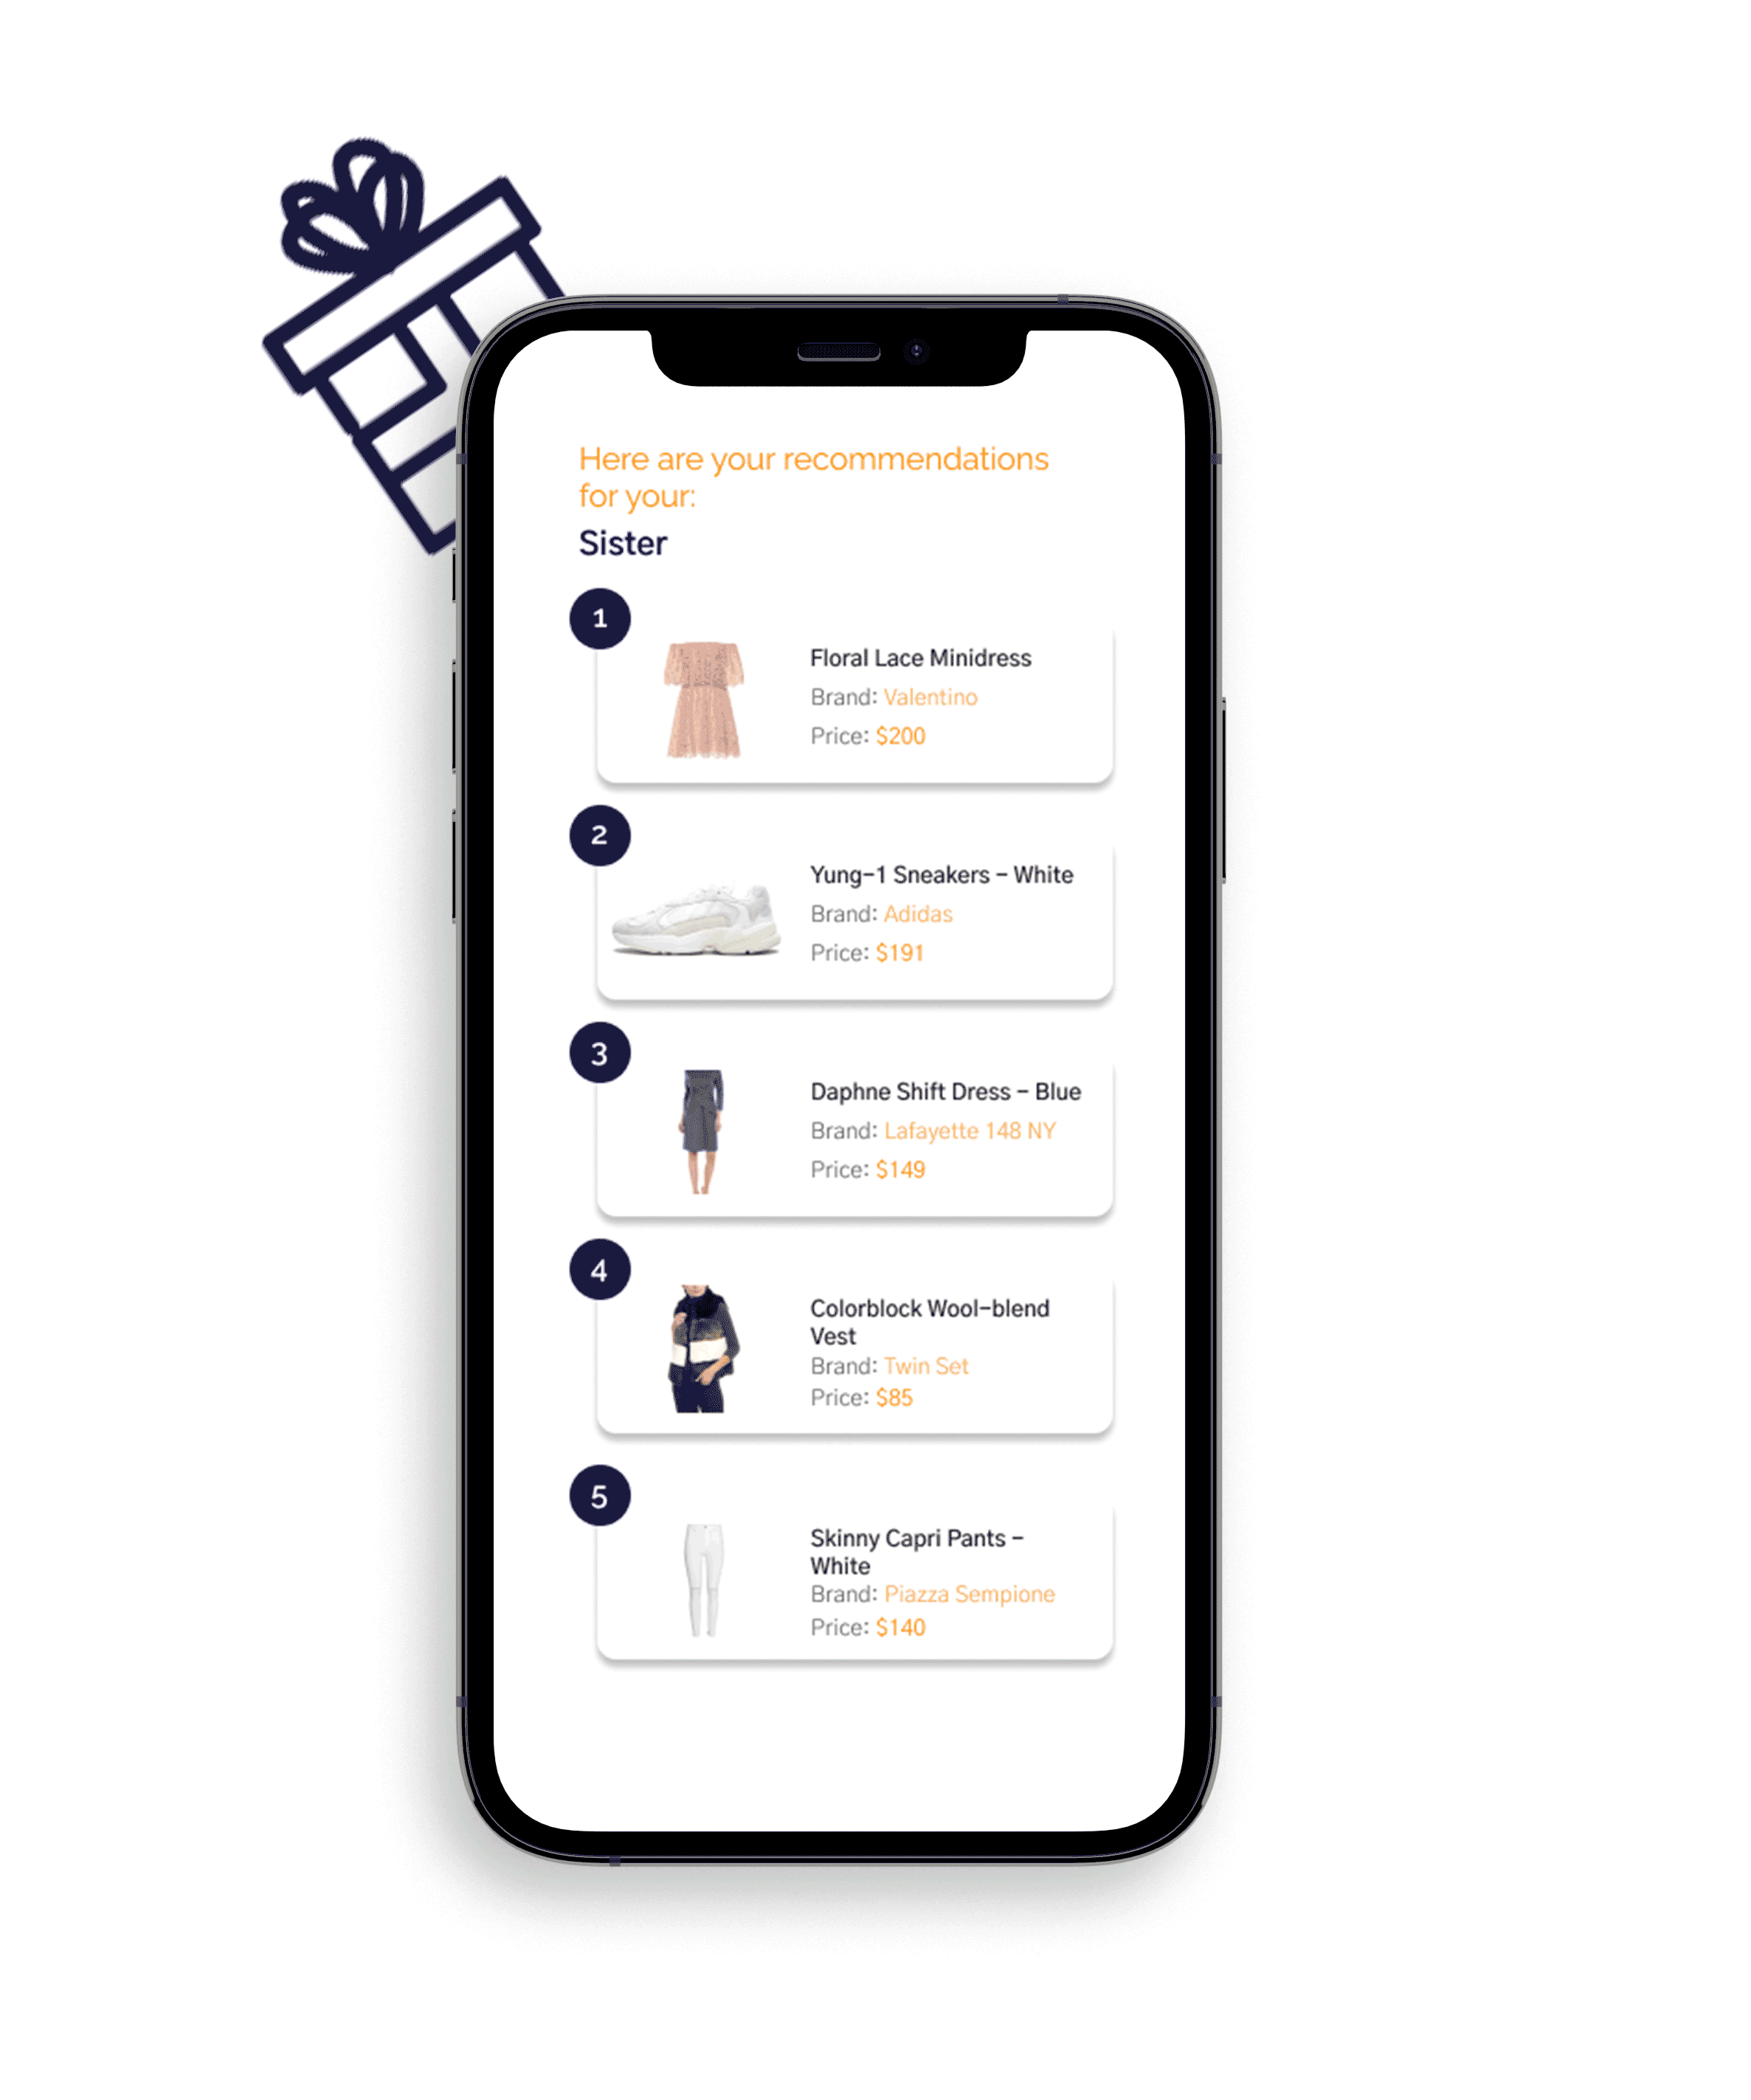 Here are your recommendations
for your:
Sister
1
Floral Lace Minidress
Brand: Valentino
Price: $200
2
Yung-1 Sneakers - White
Brand: Adidas
Price: $191
3
Daphne Shift Dress - Blue
Brand: Lafayette 148 NY
Price: $149
4
Colorblock Wool-blend
Vest
Brand: Twin Set
Price: $85
5
Skinny Capri Pants -
White
Brand: Piazza Sempione
Price: $140